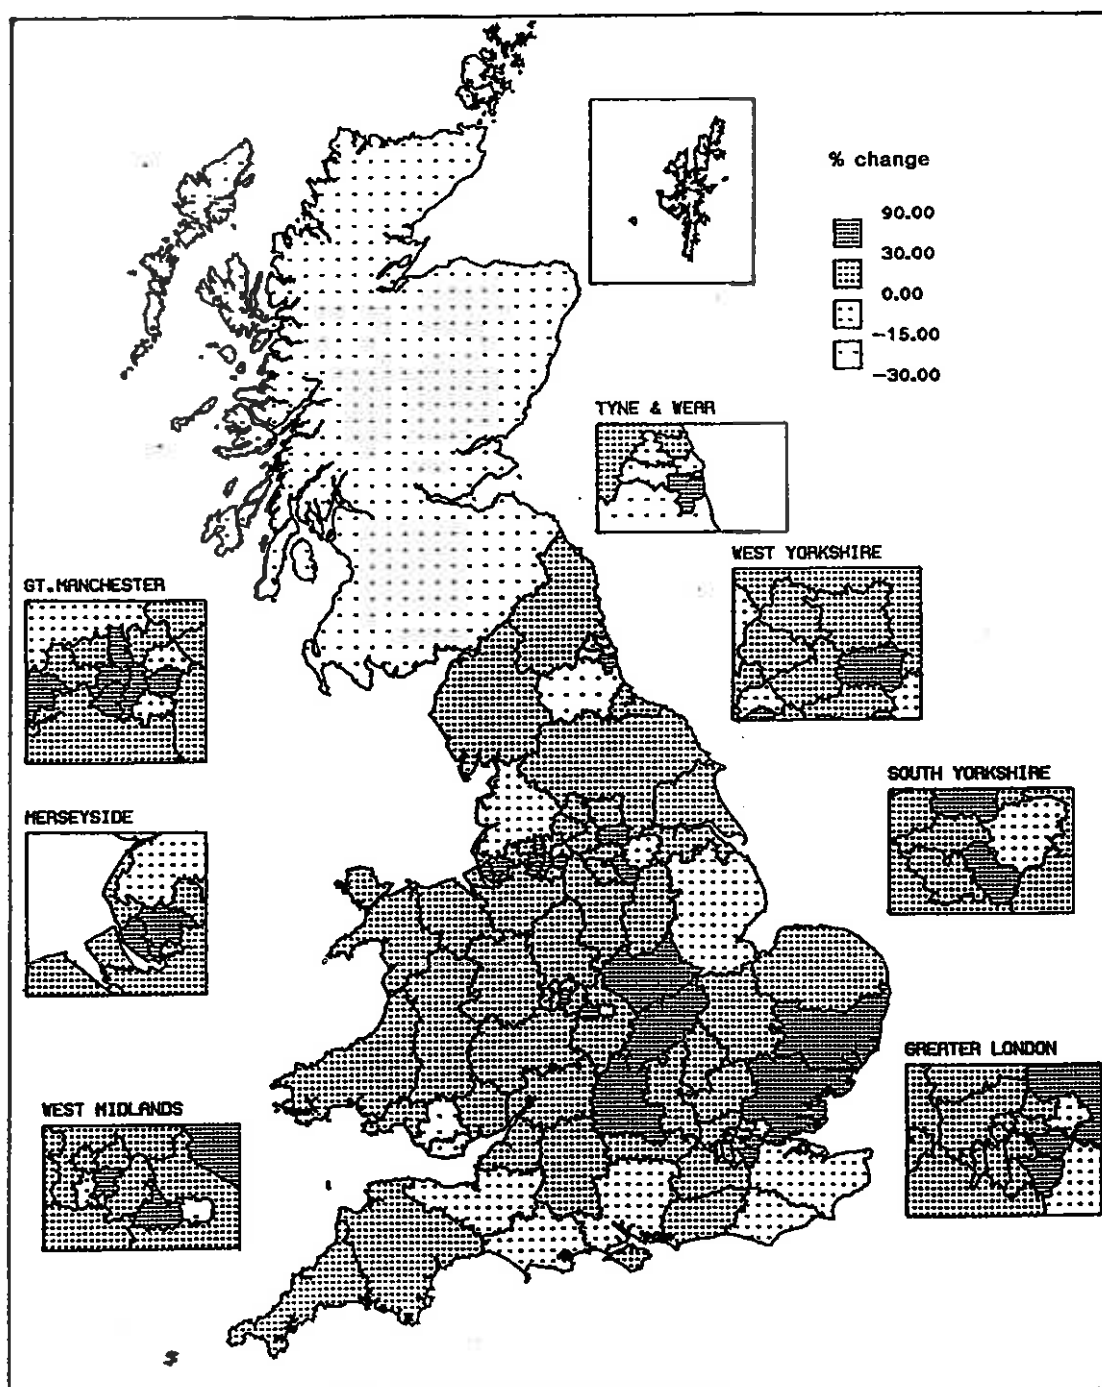 % change
90.00
30.00
0.00
-15.00
-30.00
TYNE & WEAR
WEST YORKSHIRE
GT.MANCHESTER
SOUTH YORKSHIRE
MERSEYSIDE
GREATER LONDON
WEST MIDLANDS